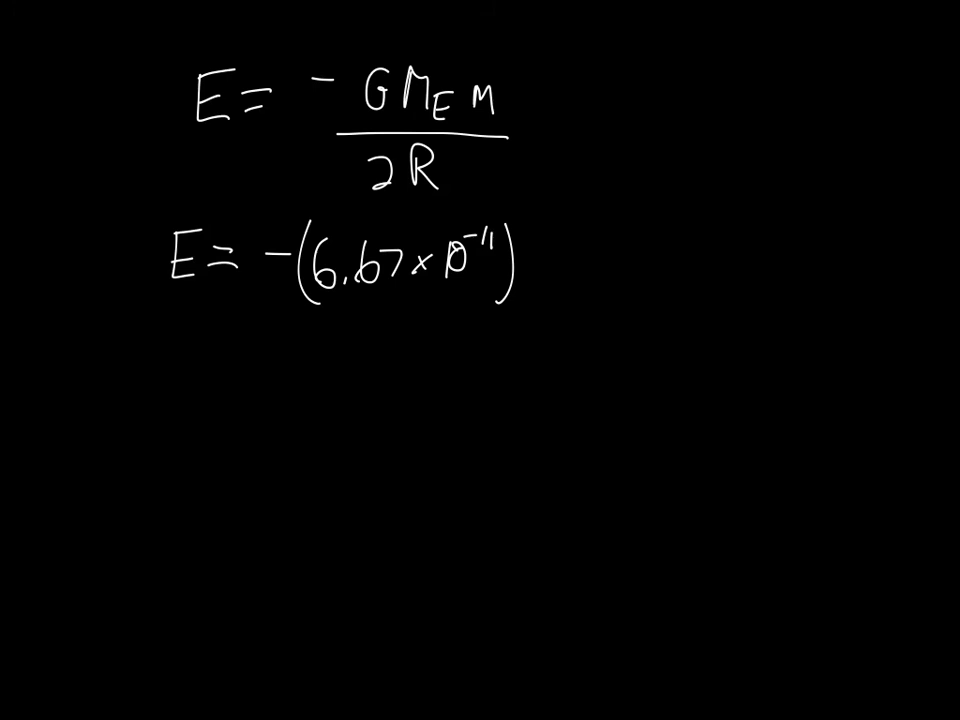 E = - GM_E M / 2R
E = -(6.67 × 10^-11)